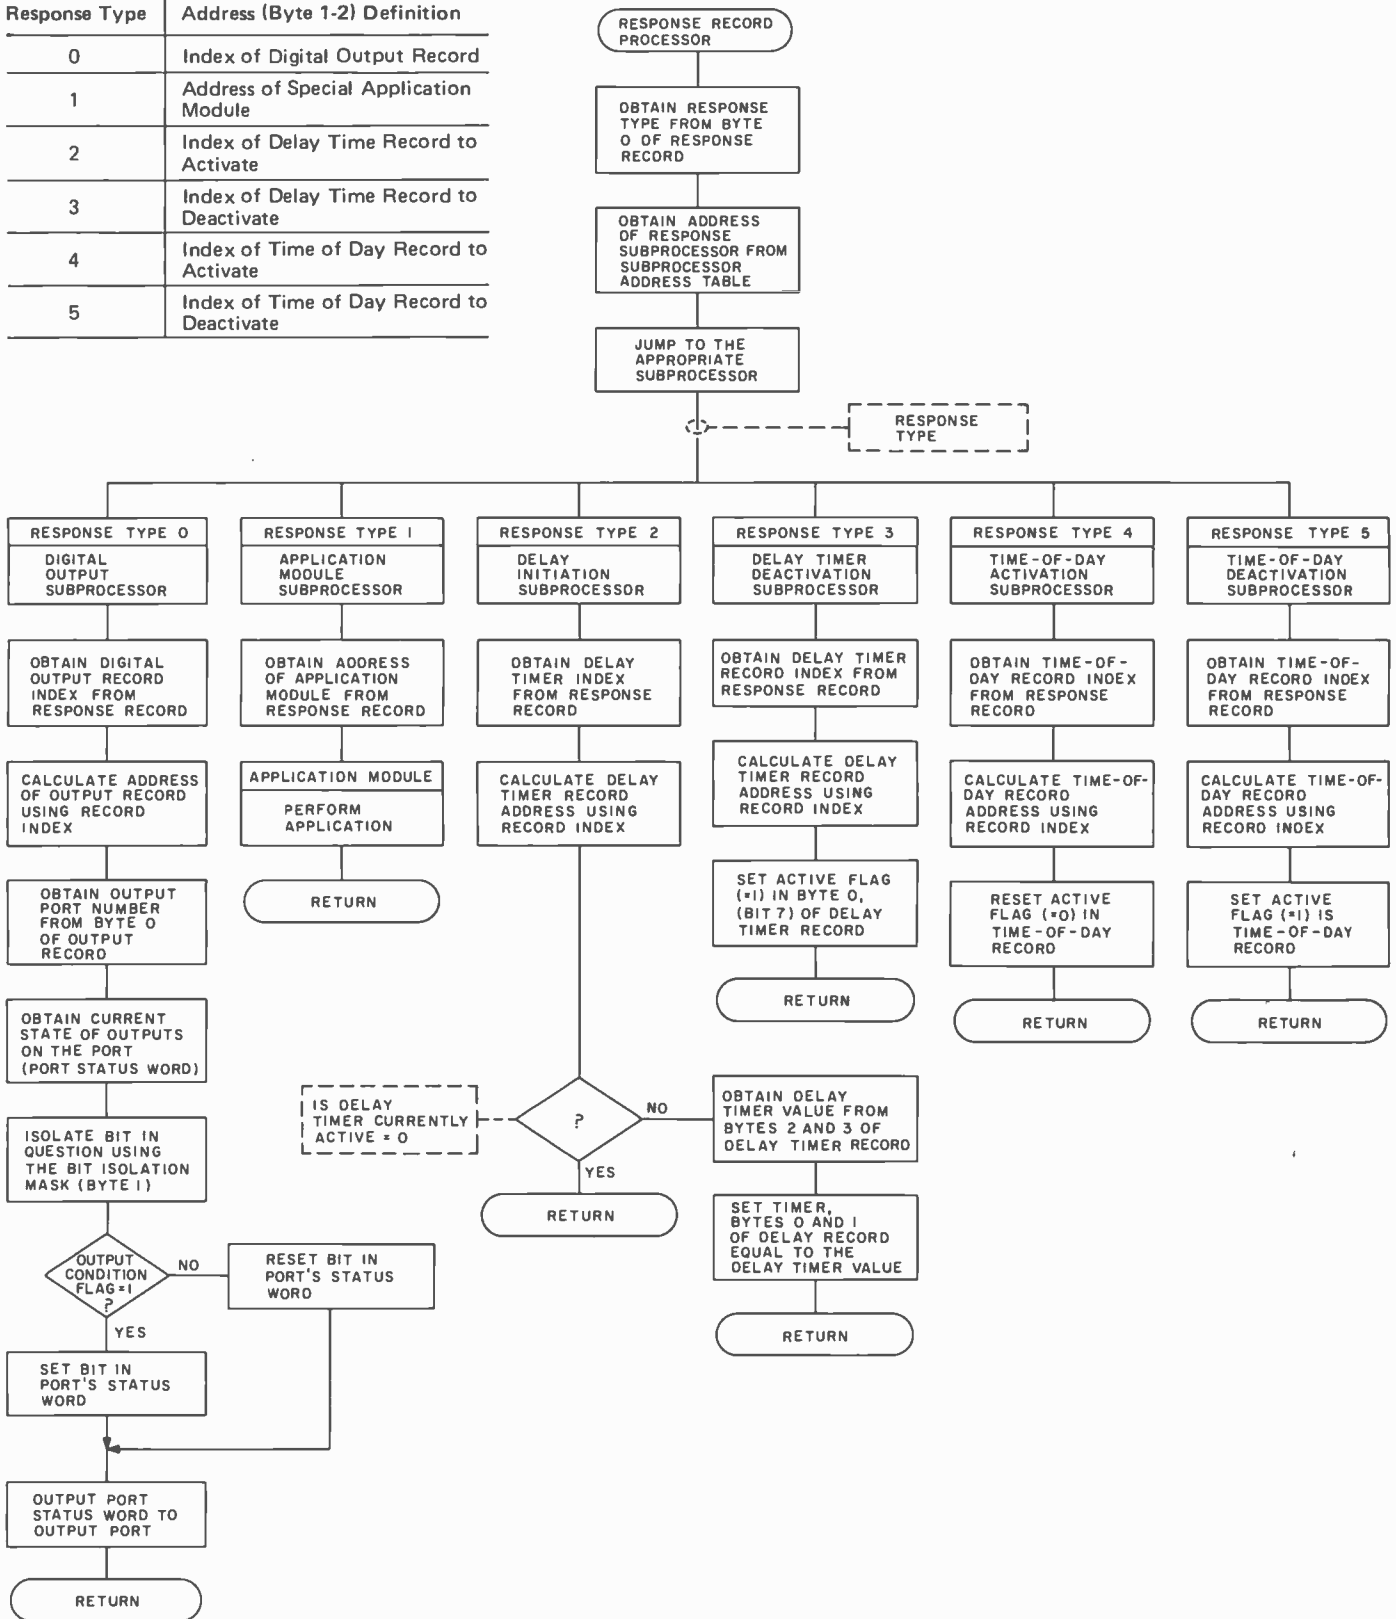 Response Type Address (Byte 1-2) Definition
0 Index of Digital Output Record
1 Address of Special Application
Module
2 Index of Delay Time Record to
Activate
3 Index of Delay Time Record to
Deactivate
4 Index of Time of Day Record to
Activate
5 Index of Time of Day Record to
Deactivate
RESPONSE RECORD
PROCESSOR
OBTAIN RESPONSE
TYPE FROM BYTE
0 OF RESPONSE
RECORD
OBTAIN ADDRESS
OF RESPONSE
SUBPROCESSOR FROM
SUBPROCESSOR
ADDRESS TABLE
JUMP TO THE
APPROPRIATE
SUBPROCESSOR
RESPONSE
TYPE
RESPONSE TYPE 0
DIGITAL
OUTPUT
SUBPROCESSOR
OBTAIN DIGITAL
OUTPUT RECORD
INDEX FROM
RESPONSE RECORD
CALCULATE ADDRESS
OF OUTPUT RECORD
USING RECORD
INDEX
OBTAIN OUTPUT
PORT NUMBER
FROM BYTE 0
OF OUTPUT
RECORD
OBTAIN CURRENT
STATE OF OUTPUTS
ON THE PORT
(PORT STATUS WORD)
ISOLATE BIT IN
QUESTION USING
THE BIT ISOLATION
MASK (BYTE 1)
OUTPUT
CONDITION
FLAG=1
?
NO
RESET BIT IN
PORT'S STATUS
WORD
YES
SET BIT IN
PORT'S STATUS
WORD
OUTPUT PORT
STATUS WORD TO
OUTPUT PORT
RETURN
RESPONSE TYPE 1
APPLICATION
MODULE
SUBPROCESSOR
OBTAIN ADDRESS
OF APPLICATION
MODULE FROM
RESPONSE RECORD
APPLICATION MODULE
PERFORM
APPLICATION
RETURN
RESPONSE TYPE 2
DELAY
INITIATION
SUBPROCESSOR
OBTAIN DELAY
TIMER INDEX
FROM RESPONSE
RECORD
CALCULATE DELAY
TIMER RECORD
ADDRESS USING
RECORD INDEX
IS DELAY
TIMER CURRENTLY
ACTIVE = 0
?
NO
YES
RETURN
OBTAIN DELAY
TIMER VALUE FROM
BYTES 2 AND 3 OF
DELAY TIMER RECORD
SET TIMER,
BYTES 0 AND 1
OF DELAY RECORD
EQUAL TO THE
DELAY TIMER VALUE
RETURN
RESPONSE TYPE 3
DELAY TIMER
DEACTIVATION
SUBPROCESSOR
OBTAIN DELAY TIMER
RECORD INDEX FROM
RESPONSE RECORD
CALCULATE DELAY
TIMER RECORD
ADDRESS USING
RECORD INDEX
SET ACTIVE FLAG
(=1) IN BYTE 0,
(BIT 7) OF DELAY
TIMER RECORD
RETURN
RESPONSE TYPE 4
TIME-OF-DAY
ACTIVATION
SUBPROCESSOR
OBTAIN TIME-OF-
DAY RECORD INDEX
FROM RESPONSE
RECORD
CALCULATE TIME-OF-
DAY RECORD
ADDRESS USING
RECORD INDEX
RESET ACTIVE
FLAG (=0) IN
TIME-OF-DAY
RECORD
RETURN
RESPONSE TYPE 5
TIME-OF-DAY
DEACTIVATION
SUBPROCESSOR
OBTAIN TIME-OF-
DAY RECORD INDEX
FROM RESPONSE
RECORD
CALCULATE TIME-OF-
DAY RECORD
ADDRESS USING
RECORD INDEX
SET ACTIVE
FLAG (=1) IS
TIME-OF-DAY
RECORD
RETURN